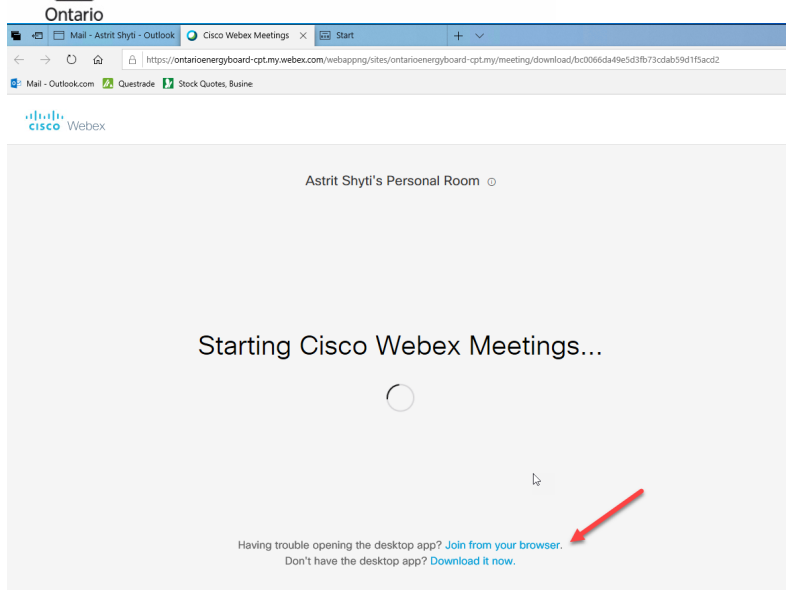 Ontario
Mail - Astrit Shyti - Outlook
Cisco Webex Meetings
Start
https://ontarioenergyboard-cpt.my.webex.com/webappng/sites/ontarioenergyboard-cpt.my/meeting/download/bc0066da49e5d3fb73cdab59d1f5acd2
Mail - Outlook.com Questrade Stock Quotes, Busine
cisco Webex
Astrit Shyti's Personal Room
Starting Cisco Webex Meetings...
Having trouble opening the desktop app? Join from your browser.
Don't have the desktop app? Download it now.